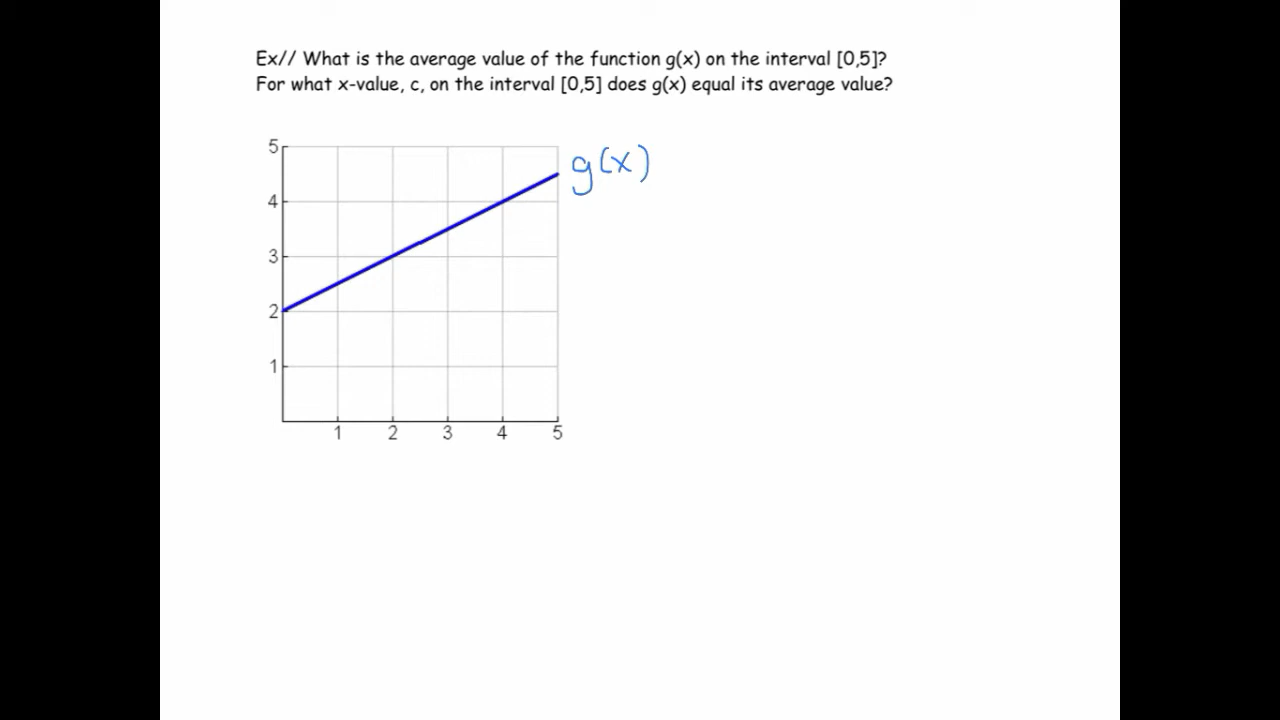 Ex// What is the average value of the function g(x) on the interval [0,5]?
For what x-value, c, on the interval [0,5] does g(x) equal its average value?
5
g(x)
4
3
2
1
1 2 3 4 5